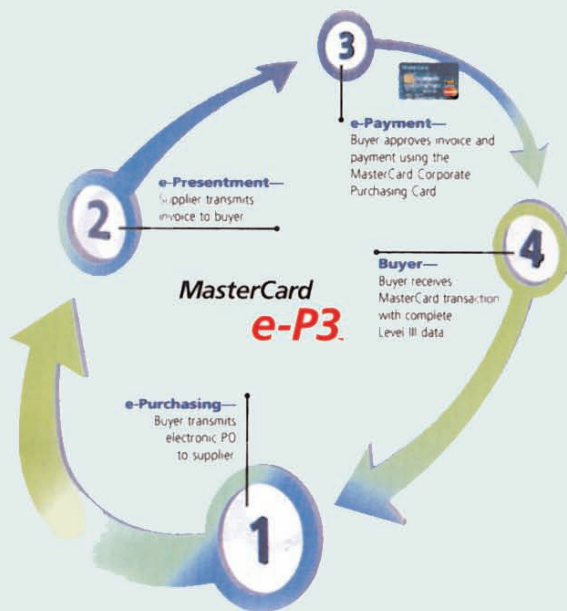 3
MasterCard
e-Payment—
Buyer approves invoice and
payment using the
MasterCard Corporate
Purchasing Card
2
e-Presentment—
Supplier transmits
invoice to buyer
4
Buyer—
Buyer receives
MasterCard transaction
with complete
Level III data
MasterCard
e-P3™
e-Purchasing—
Buyer transmits
electronic PO
to supplier
1